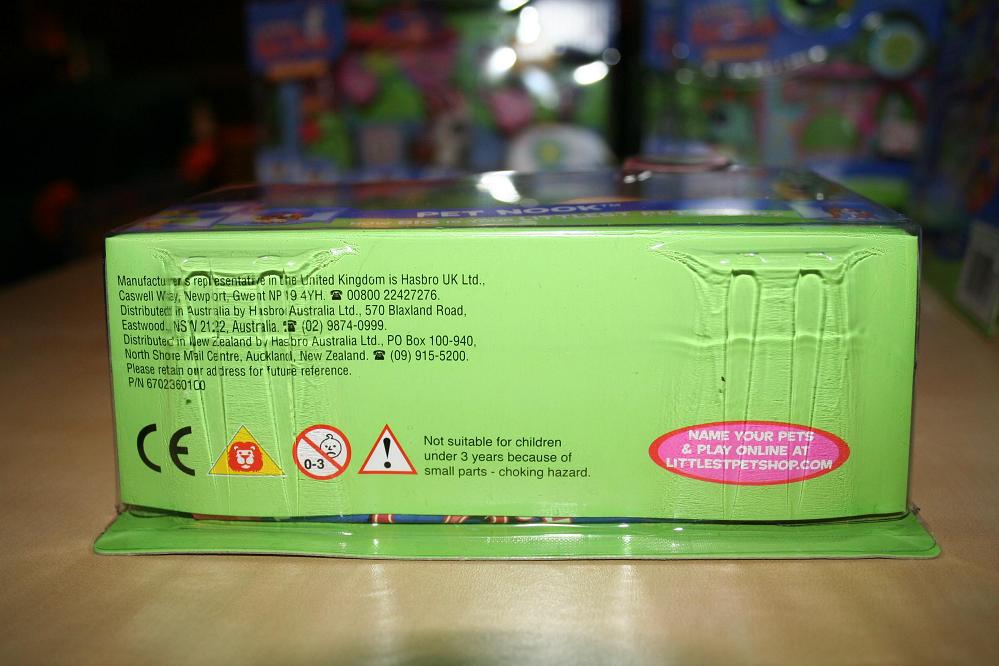 PET NOOK™
Manufacturer's representative in the United Kingdom is Hasbro UK Ltd.,
Caswell Way, Newport, Gwent NP19 4YH. ☎ 00800 22427276.
Distributed in Australia by Hasbro Australia Ltd., 570 Blaxland Road,
Eastwood, NSW 2122, Australia. ☎ (02) 9874-0999.
Distributed in New Zealand by Hasbro Australia Ltd., PO Box 100-940,
North Shore Mail Centre, Auckland, New Zealand. ☎ (09) 915-5200.
Please retain our address for future reference.
P/N 6702360100
CE
0-3
Not suitable for children
under 3 years because of
small parts - choking hazard.
NAME YOUR PETS
& PLAY ONLINE AT
LITTLESTPETSHOP.COM